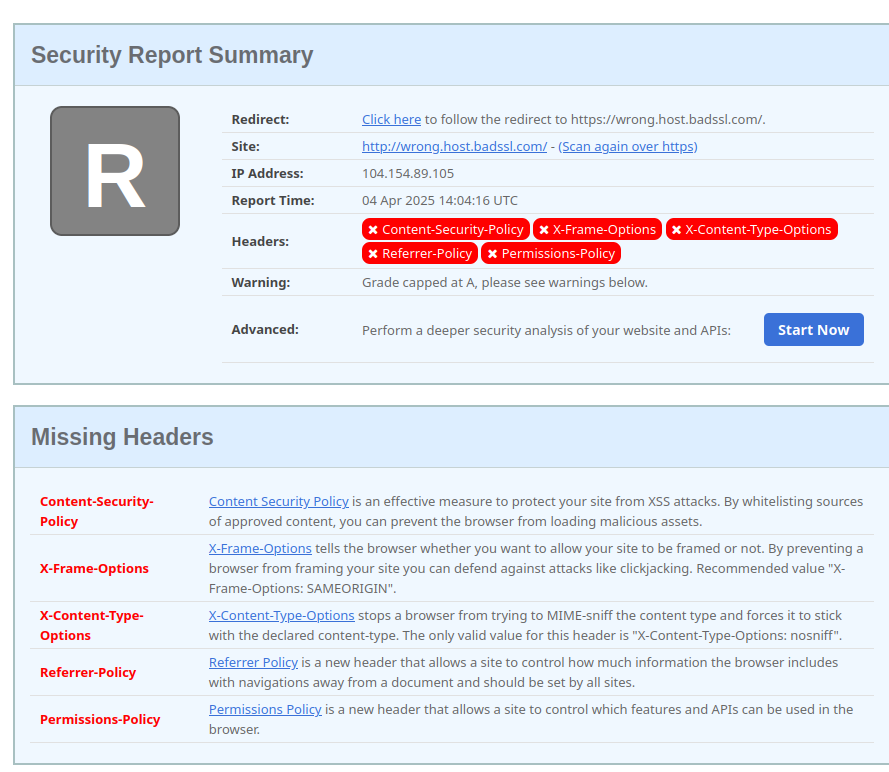 Security Report Summary
R
Redirect: Click here to follow the redirect to https://wrong.host.badssl.com/.
Site: http://wrong.host.badssl.com/ - (Scan again over https)
IP Address: 104.154.89.105
Report Time: 04 Apr 2025 14:04:16 UTC
Headers: ✖ Content-Security-Policy ✖ X-Frame-Options ✖ X-Content-Type-Options
✖ Referrer-Policy ✖ Permissions-Policy
Warning: Grade capped at A, please see warnings below.
Advanced: Perform a deeper security analysis of your website and APIs: Start Now
Missing Headers
Content-Security-
Policy
Content Security Policy is an effective measure to protect your site from XSS attacks. By whitelisting sources
of approved content, you can prevent the browser from loading malicious assets.
X-Frame-Options
X-Frame-Options tells the browser whether you want to allow your site to be framed or not. By preventing a
browser from framing your site you can defend against attacks like clickjacking. Recommended value "X-
Frame-Options: SAMEORIGIN".
X-Content-Type-
Options
X-Content-Type-Options stops a browser from trying to MIME-sniff the content type and forces it to stick
with the declared content-type. The only valid value for this header is "X-Content-Type-Options: nosniff".
Referrer-Policy
Referrer Policy is a new header that allows a site to control how much information the browser includes
with navigations away from a document and should be set by all sites.
Permissions-Policy
Permissions Policy is a new header that allows a site to control which features and APIs can be used in the
browser.